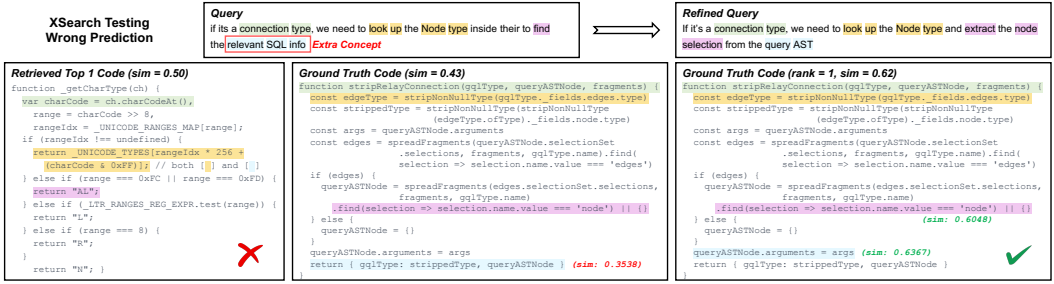 XSearch Testing
Wrong Prediction
Query
if its a connection type, we need to look up the Node type inside their to find
the relevant SQL info Extra Concept
Refined Query
If it's a connection type, we need to look up the Node type and extract the node
selection from the query AST
Retrieved Top 1 Code (sim = 0.50)
function _getCharType(ch) {
var charCode = ch.charCodeAt(),
range = charCode >> 8,
rangeIdx = _UNICODE_RANGES_MAP[range];
if (rangeIdx !== undefined) {
return _UNICODE_TYPES[rangeIdx * 256 +
(charCode & 0xFF)]; // both [ ] and [ ]
} else if (range === 0xFC || range === 0xFD) {
return "AL";
} else if (_LTR_RANGES_REG_EXPR.test(range)) {
return "L";
} else if (range === 8) {
return "R";
}
return "N"; }
Ground Truth Code (sim = 0.43)
function stripRelayConnection(gqlType, queryASTNode, fragments) {
const edgeType = stripNonNullType(gqlType._fields.edges.type)
const strippedType = stripNonNullType(stripNonNullType
(edgeType.ofType)._fields.node.type)
const args = queryASTNode.arguments
const edges = spreadFragments(queryASTNode.selectionSet
.selections, fragments, gqlType.name).find(
selection => selection.name.value === 'edges')
if (edges) {
queryASTNode = spreadFragments(edges.selectionSet.selections,
fragments, gqlType.name)
.find(selection => selection.name.value === 'node') || {}
} else {
queryASTNode = {}
}
queryASTNode.arguments = args
return { gqlType: strippedType, queryASTNode } (sim: 0.3538)
}
Ground Truth Code (rank = 1, sim = 0.62)
function stripRelayConnection(gqlType, queryASTNode, fragments) {
const edgeType = stripNonNullType(gqlType._fields.edges.type)
const strippedType = stripNonNullType(stripNonNullType
(edgeType.ofType)._fields.node.type)
const args = queryASTNode.arguments
const edges = spreadFragments(queryASTNode.selectionSet
.selections, fragments, gqlType.name).find(
selection => selection.name.value === 'edges')
if (edges) {
queryASTNode = spreadFragments(edges.selectionSet.selections,
fragments, gqlType.name)
.find(selection => selection.name.value === 'node') || {}
} else { (sim: 0.6048)
queryASTNode = {}
}
queryASTNode.arguments = args (sim: 0.6367)
return { gqlType: strippedType, queryASTNode }
}